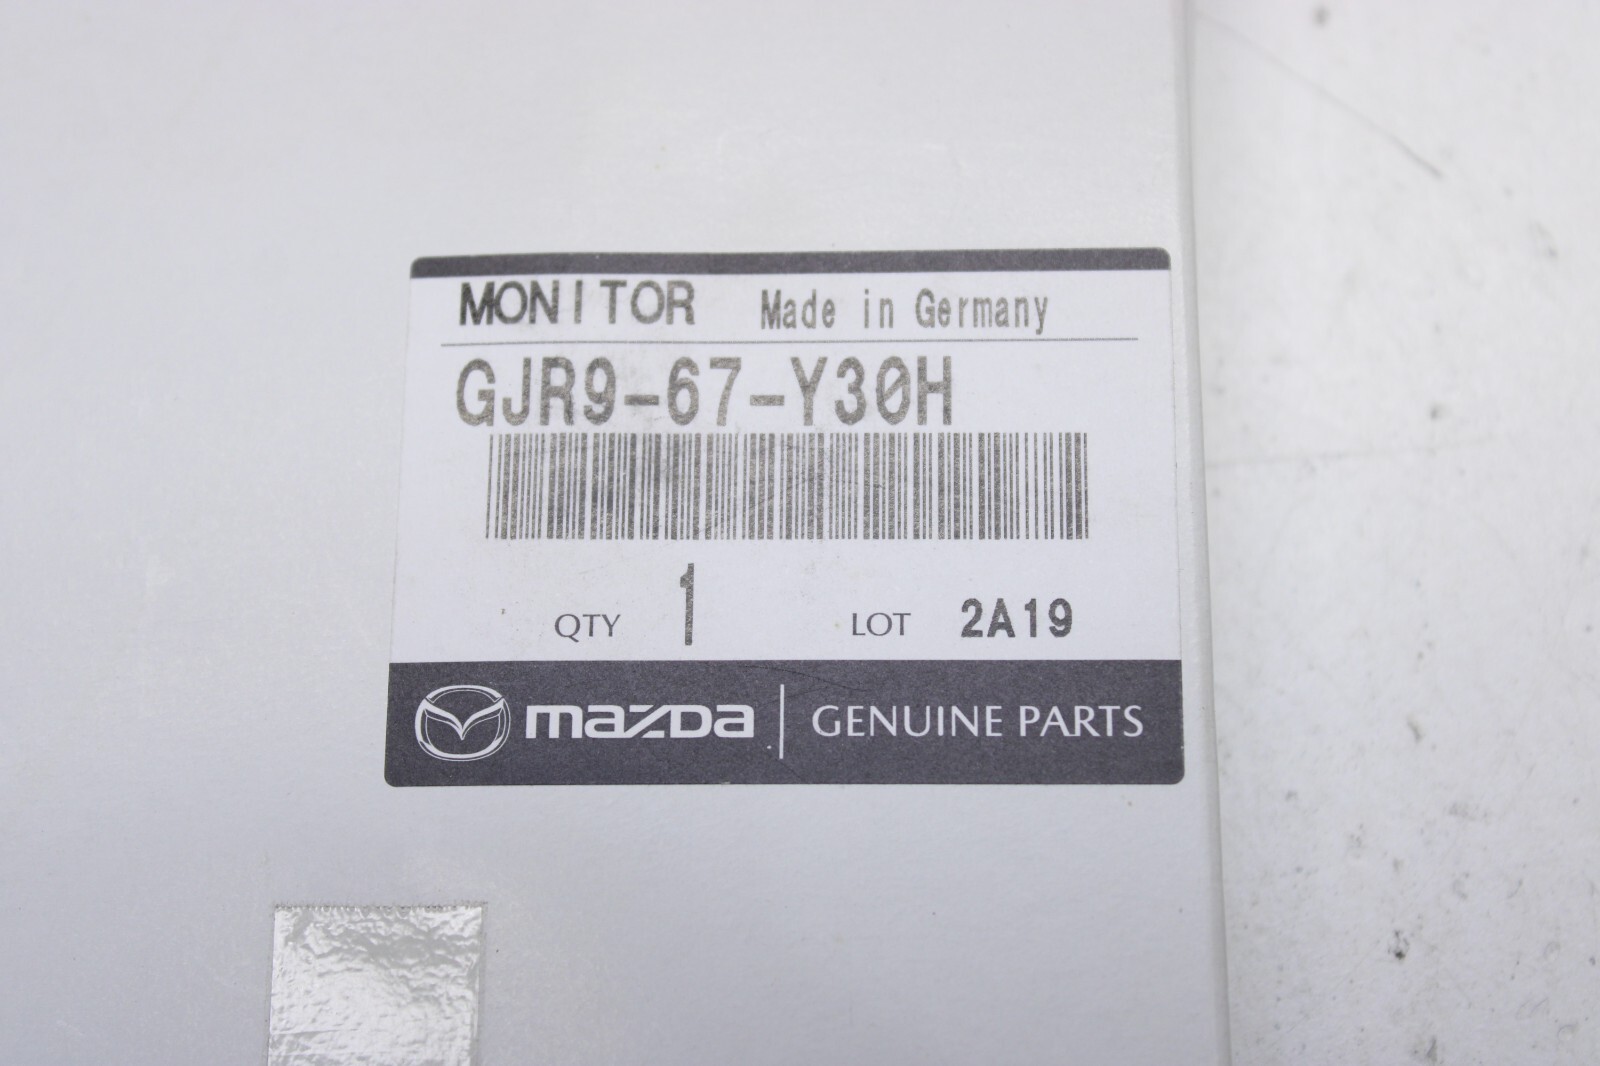 MONITOR Made in Germany
GJR9-67-Y30H
QTY 1 LOT 2A19
mazda GENUINE PARTS